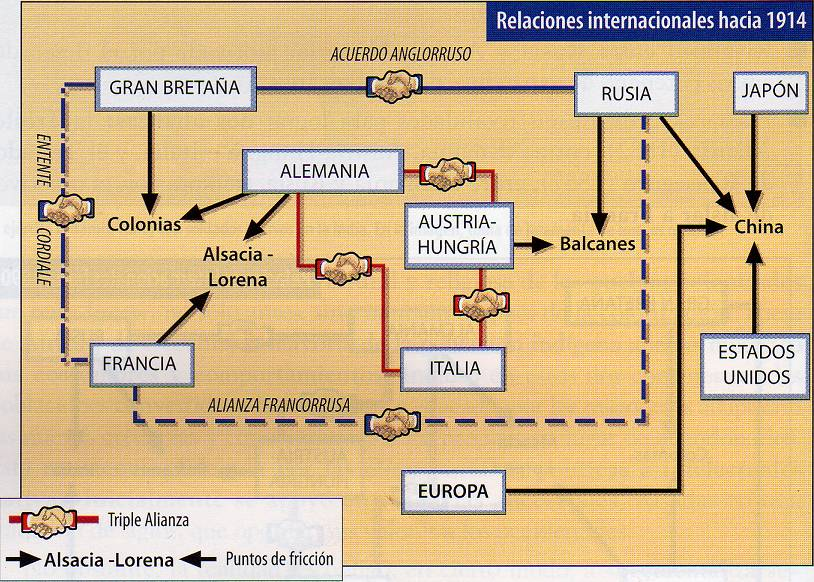 Relaciones internacionales hacia 1914
ACUERDO ANGLORRUSO
GRAN BRETAÑA
RUSIA
JAPÓN
ENTENTE CORDIALE
ALEMANIA
Colonias
AUSTRIA-
HUNGRÍA
Balcanes
China
Alsacia -
Lorena
FRANCIA
ITALIA
ESTADOS
UNIDOS
ALIANZA FRANCORRUSA
EUROPA
Triple Alianza
Alsacia -Lorena
Puntos de fricción